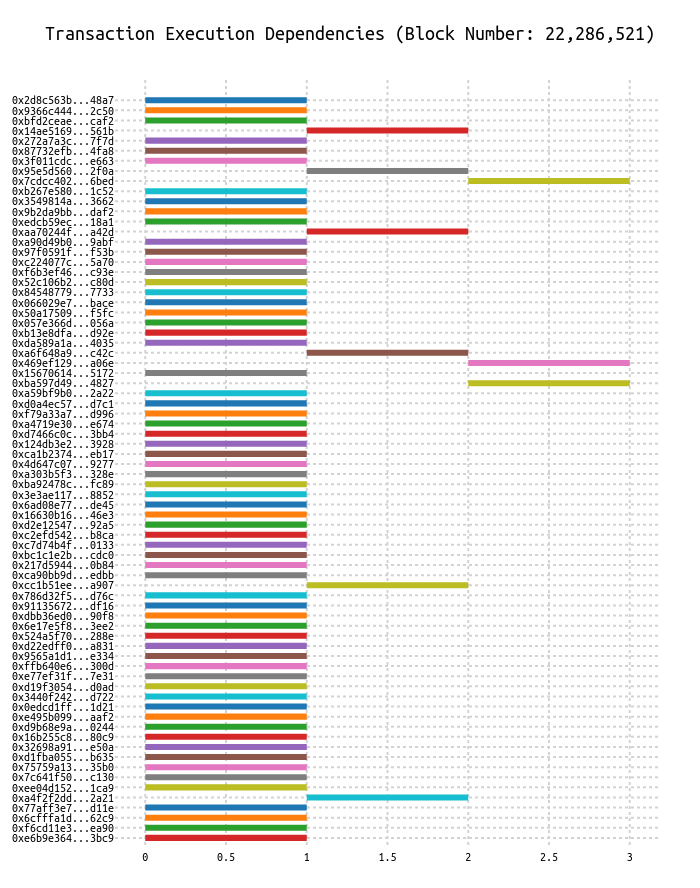 Transaction Execution Dependencies (Block Number: 22,286,521)
0x2d8c563b...48a7
0x9366c444...2c50
0xbfd2ceae...caf2
0x14ae5169...561b
0x272a7a3c...7f7d
0x87732efb...4fa8
0x3f011cdc...e663
0x95e5d560...2f0a
0x7cdcc402...6bed
0xb267e580...1c52
0x3549814a...3662
0x9b2da9bb...daf2
0xedcb59ec...18a1
0xaa70244f...a42d
0xa90d49b0...9abf
0x97f0591f...f53b
0xc224077c...5a70
0xf6b3ef46...c93e
0x52c106b2...c80d
0x84548779...7733
0x066029e7...bace
0x50a17509...f5fc
0x057e366d...056a
0xb13e8dfa...d92e
0xda589a1a...4035
0xa6f648a9...c42c
0x469ef129...a06e
0x15670614...5172
0xba597d49...4827
0xa59bf9b0...2a22
0xd0a4ec57...d7c1
0xf79a33a7...d996
0xa4719e30...e674
0xd7466c0c...3bb4
0x124db3e2...3928
0xca1b2374...eb17
0x4d647c07...9277
0xa303b5f3...328e
0xba92478c...fc89
0x3e3ae117...8852
0x6ad08e77...de45
0x16630b16...46e3
0xd2e12547...92a5
0xc2efd542...b8ca
0xc7d74b4f...0133
0xbc1c1e2b...cdc0
0x217d5944...0b84
0xca90bb9d...edbb
0xcc1b51ee...a907
0x786d32f5...d76c
0x91135672...df16
0xdbb36ed0...90f8
0x6e17e5f8...3ee2
0x524a5f70...288e
0xd22edff0...a831
0x9565a1d1...e334
0xffb640e6...300d
0xe77ef31f...7e31
0xd19f3054...d0ad
0x3440f242...d722
0x0edcd1ff...1d21
0xe495b099...aaf2
0xd9b68e9a...0244
0x16b255c8...80c9
0x32698a91...e50a
0xd1fba055...b635
0x75759a13...35b0
0x7c641f50...c130
0xee04d152...1ca9
0xa4f2f2dd...2a21
0x77aff3e7...d11e
0x6cfffa1d...62c9
0xf6cd11e3...ea90
0xe6b9e364...3bc9
0 0.5 1 1.5 2 2.5 3